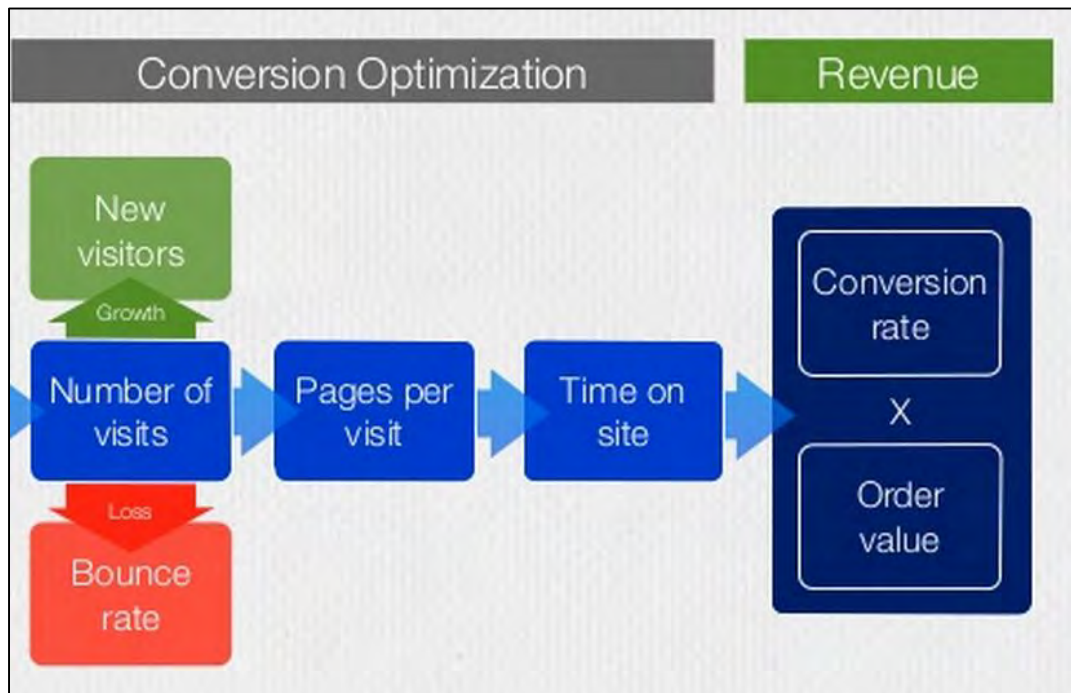 Conversion Optimization
Revenue
New
visitors
Growth
Number of
visits
Pages per
visit
Time on
site
Loss
Bounce
rate
Conversion
rate
X
Order
value